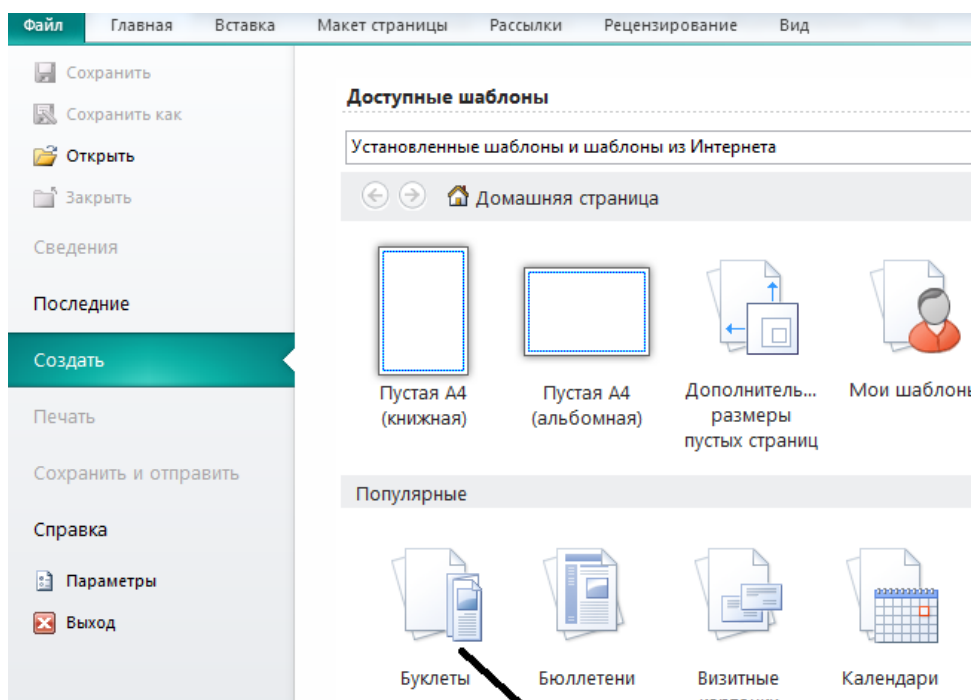 Файл Главная Вставка Макет страницы Рассылки Рецензирование Вид
Сохранить
Сохранить как
Открыть
Закрыть
Сведения
Последние
Создать
Печать
Сохранить и отправить
Справка
Параметры
Выход
Доступные шаблоны
Установленные шаблоны и шаблоны из Интернета
Домашняя страница
Пустая A4
(книжная)
Пустая A4
(альбомная)
Дополнитель...
размеры
пустых страниц
Мои шаблоны
Популярные
Буклеты
Бюллетени
Визитные
Календари